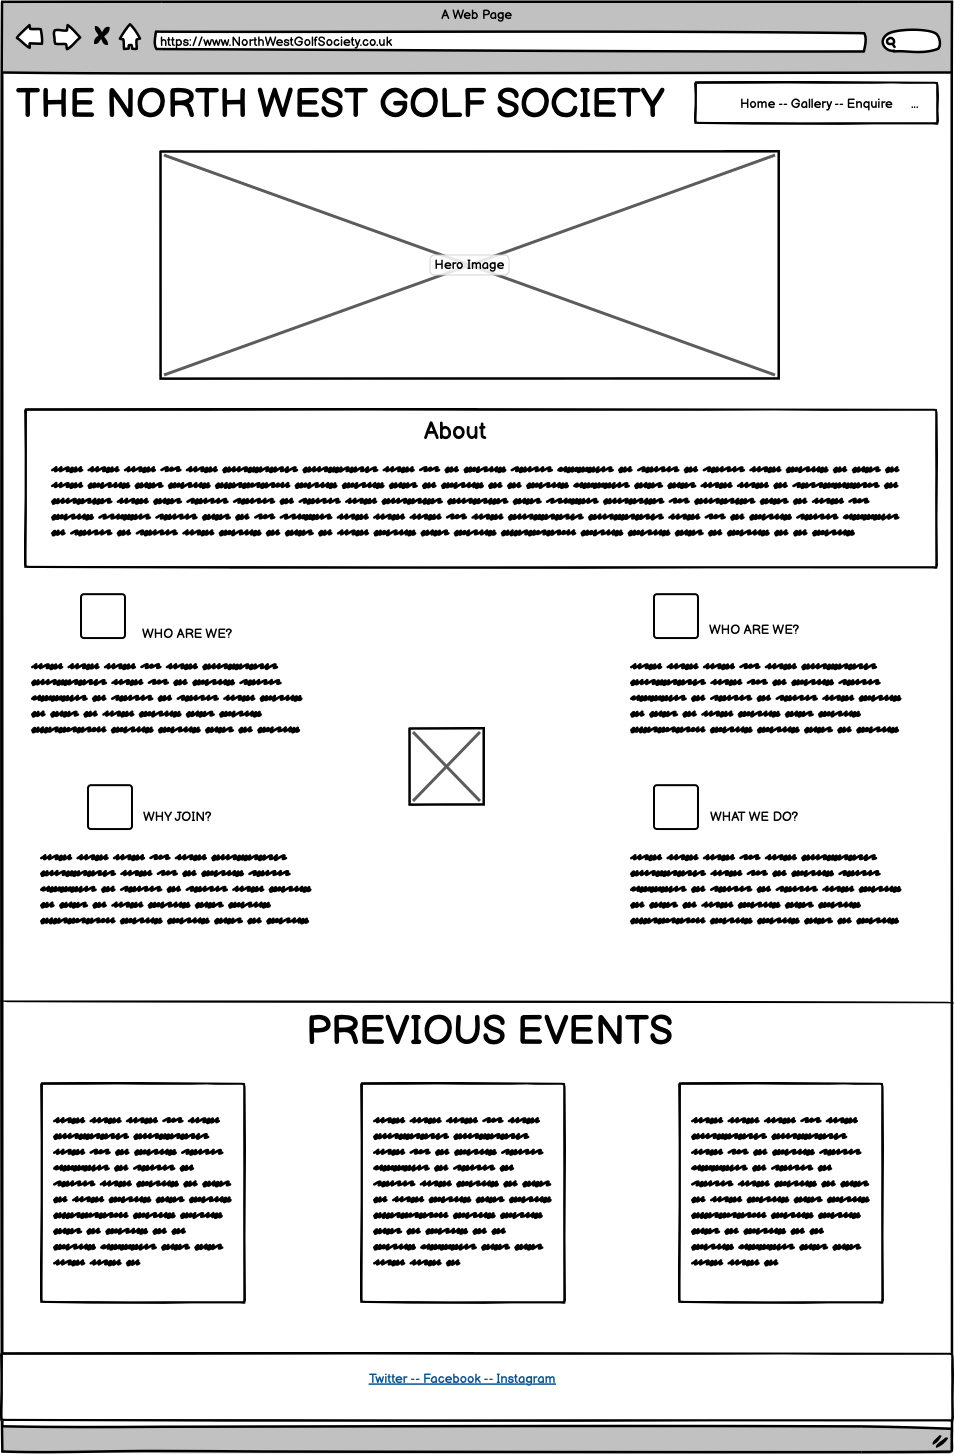 A Web Page
https://www.NorthWestGolfSociety.co.uk
THE NORTH WEST GOLF SOCIETY
Home -- Gallery -- Enquire ...
Hero Image
About
WHO ARE WE?
WHO ARE WE?
WHY JOIN?
WHAT WE DO?
PREVIOUS EVENTS
Twitter -- Facebook -- Instagram